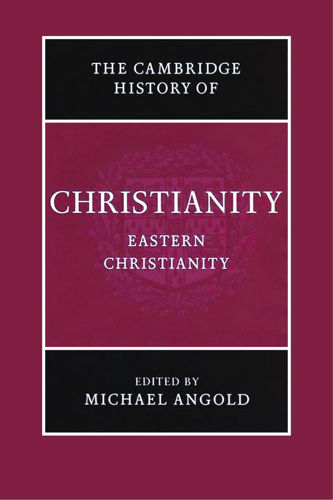 THE CAMBRIDGE
HISTORY OF
CHRISTIANITY
EASTERN
CHRISTIANITY
EDITED BY
MICHAEL ANGOLD